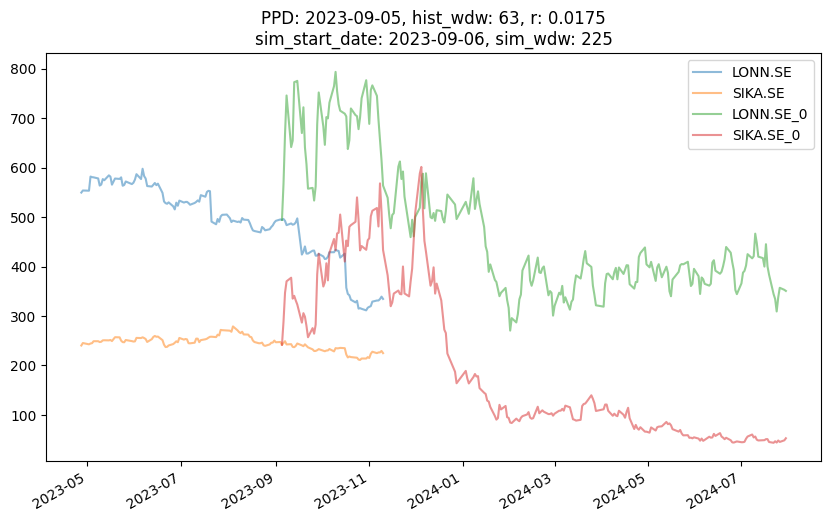 PPD: 2023-09-05, hist_wdw: 63, r: 0.0175
sim_start_date: 2023-09-06, sim_wdw: 225
LONN.SE
SIKA.SE
LONN.SE_0
SIKA.SE_0
800
700
600
500
400
300
200
100
2023-05
2023-07
2023-09
2023-11
2024-01
2024-03
2024-05
2024-07